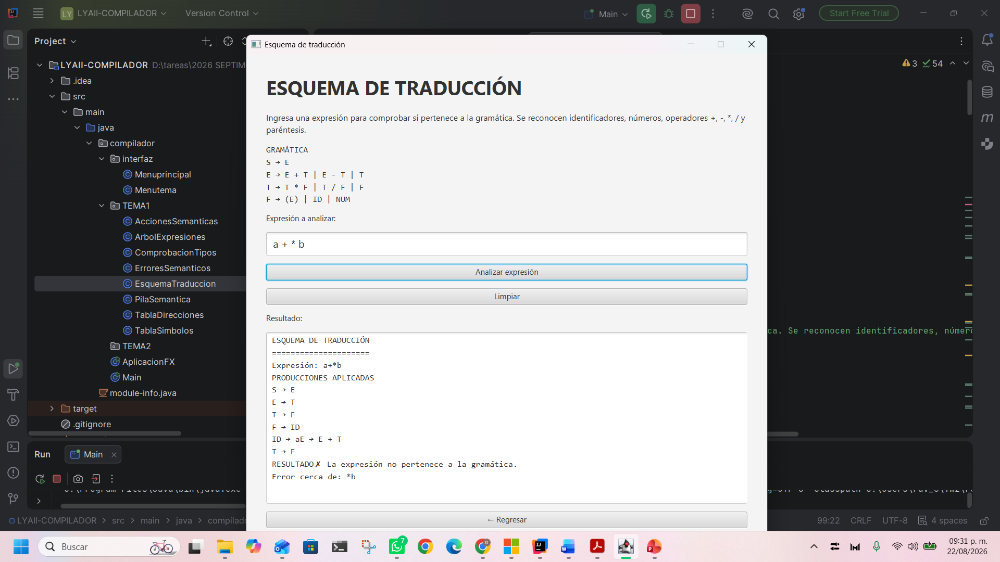 LY
LYAII-COMPILADOR
Version Control
Main
Start Free Trial
Project
Esquema de traducción
LYAII-COMPILADOR D:\tareas\2026 SEPTIM
3 54
.idea
src
main
java
compilador
interfaz
Menuprincipal
Menutema
TEMA1
AccionesSemanticas
ArbolExpresiones
ComprobacionTipos
ErroresSemanticos
EsquemaTraduccion
PilaSemantica
TablaDirecciones
TablaSimbolos
TEMA2
AplicacionFX
Main
module-info.java
target
.gitignore
ESQUEMA DE TRADUCCIÓN
Ingresa una expresión para comprobar si pertenece a la gramática. Se reconocen identificadores, números, operadores +, -, *, / y
paréntesis.
GRAMÁTICA
S → E
E → E + T | E - T | T
T → T * F | T / F | F
F → (E) | ID | NUM
Expresión a analizar:
a + * b
Analizar expresión
Limpiar
Resultado:
ESQUEMA DE TRADUCCIÓN
=====================
Expresión: a+*b
PRODUCCIONES APLICADAS
S → E
E → T
T → F
F → ID
ID → aE → E + T
T → F
RESULTADO✗ La expresión no pertenece a la gramática.
Error cerca de: *b
← Regresar
ca. Se reconocen identificadores, númer
Run
Main
LYAII-COMPILADOR > src > main > java > compilad
99:22 CRLF UTF-8 4 spaces
Buscar
7
09:31 p. m.
22/08/2026